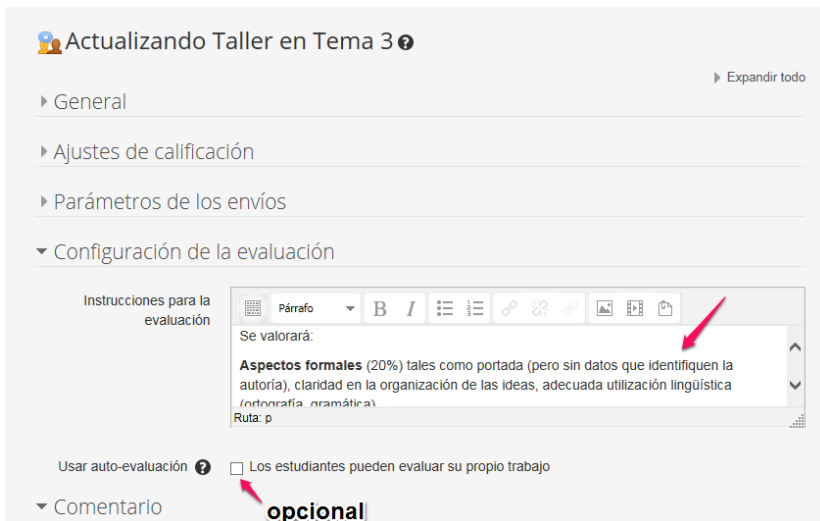 Actualizando Taller en Tema 3
Expandir todo
General
Ajustes de calificación
Parámetros de los envíos
Configuración de la evaluación
Instrucciones para la
evaluación
Párrafo
B I
Se valorará:
Aspectos formales (20%) tales como portada (pero sin datos que identifiquen la
autoría), claridad en la organización de las ideas, adecuada utilización lingüística
(ortografía, gramática)
Ruta: p
Usar auto-evaluación
Los estudiantes pueden evaluar su propio trabajo
Comentario
opcional